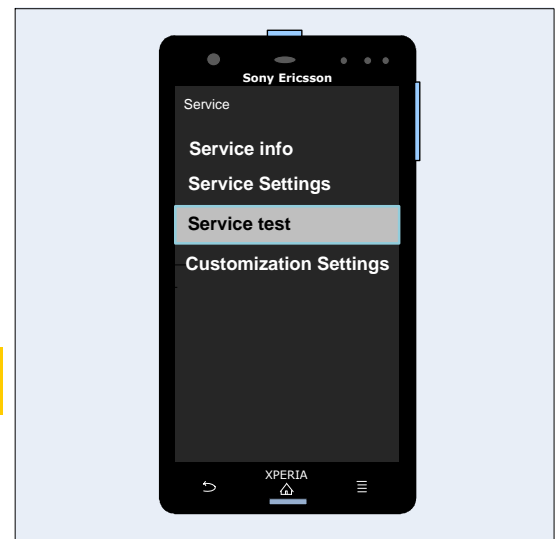 Sony Ericsson
Service
Service info
Service Settings
Service test
Customization Settings
XPERIA